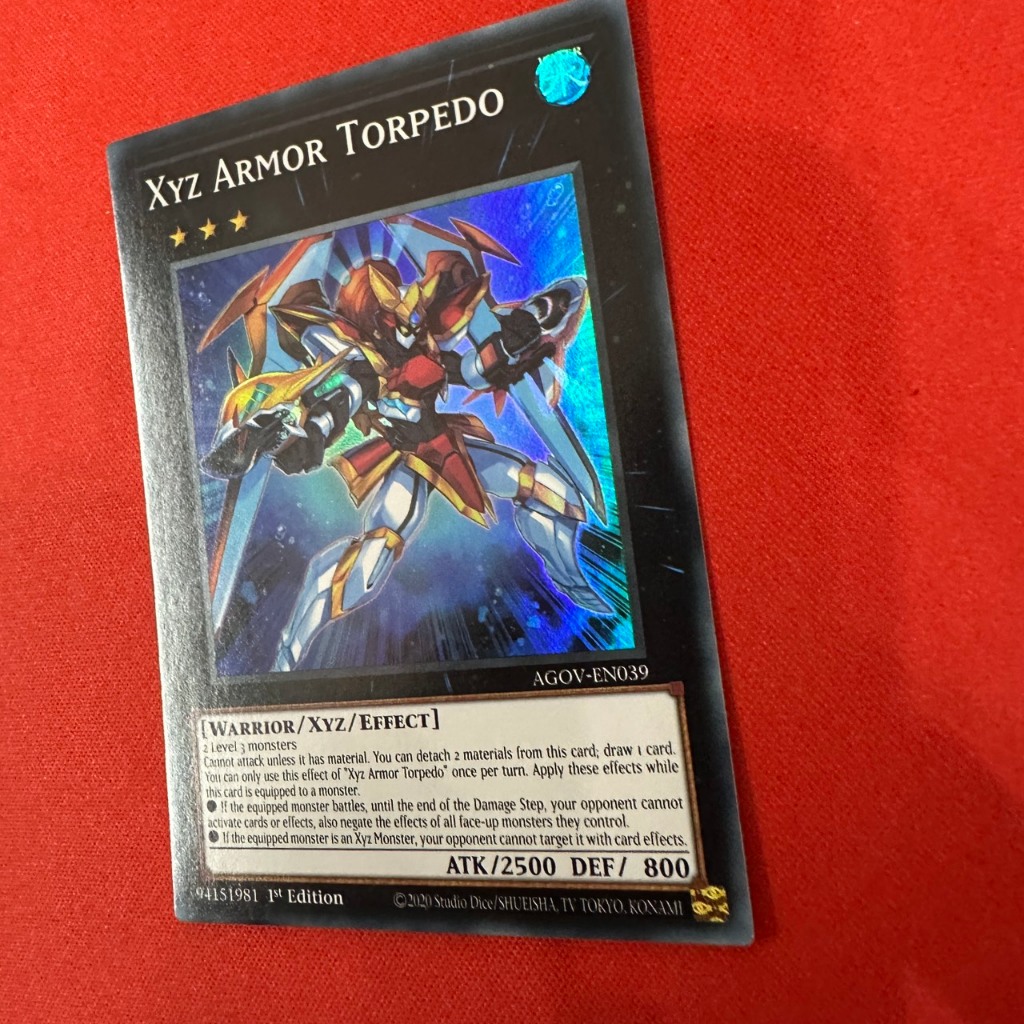 WATER
XYZ ARMOR TORPEDO
AGOV-EN039
[WARRIOR/XYZ/EFFECT]
2 Level 3 monsters
Cannot attack unless it has material. You can detach 2 materials from this card; draw 1 card.
You can only use this effect of "Xyz Armor Torpedo" once per turn. Apply these effects while
this card is equipped to a monster.
● If the equipped monster battles, until the end of the Damage Step, your opponent cannot
activate cards or effects, also negate the effects of all face-up monsters they control.
● If the equipped monster is an Xyz Monster, your opponent cannot target it with card effects.
ATK/2500 DEF/ 800
94151981 1st Edition
©2020 Studio Dice/SHUEISHA, TV TOKYO, KONAMI